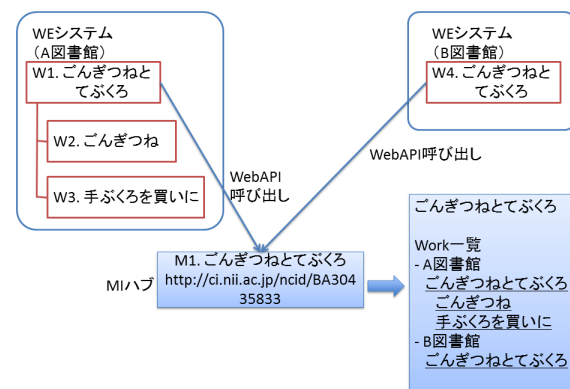 WEシステム
(A図書館)
W1. ごんぎつねと
てぶくろ
W2. ごんぎつね
W3. 手ぶくろを買いに
WEシステム
(B図書館)
W4. ごんぎつねと
てぶくろ
WebAPI
呼び出し
WebAPI呼び出し
MIハブ
M1. ごんぎつねとてぶくろ
http://ci.nii.ac.jp/ncid/BA304
35833
ごんぎつねとてぶくろ
Work一覧
- A図書館
ごんぎつねとてぶくろ
ごんぎつね
手ぶくろを買いに
- B図書館
ごんぎつねとてぶくろ